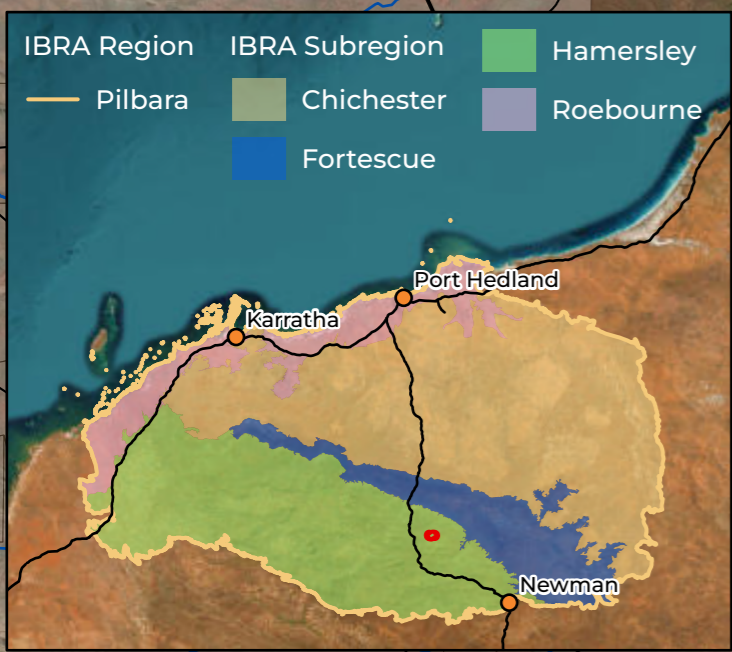 IBRA Region
Pilbara
IBRA Subregion
Chichester
Fortescue
Hamersley
Roebourne
Port Hedland
Karratha
Newman